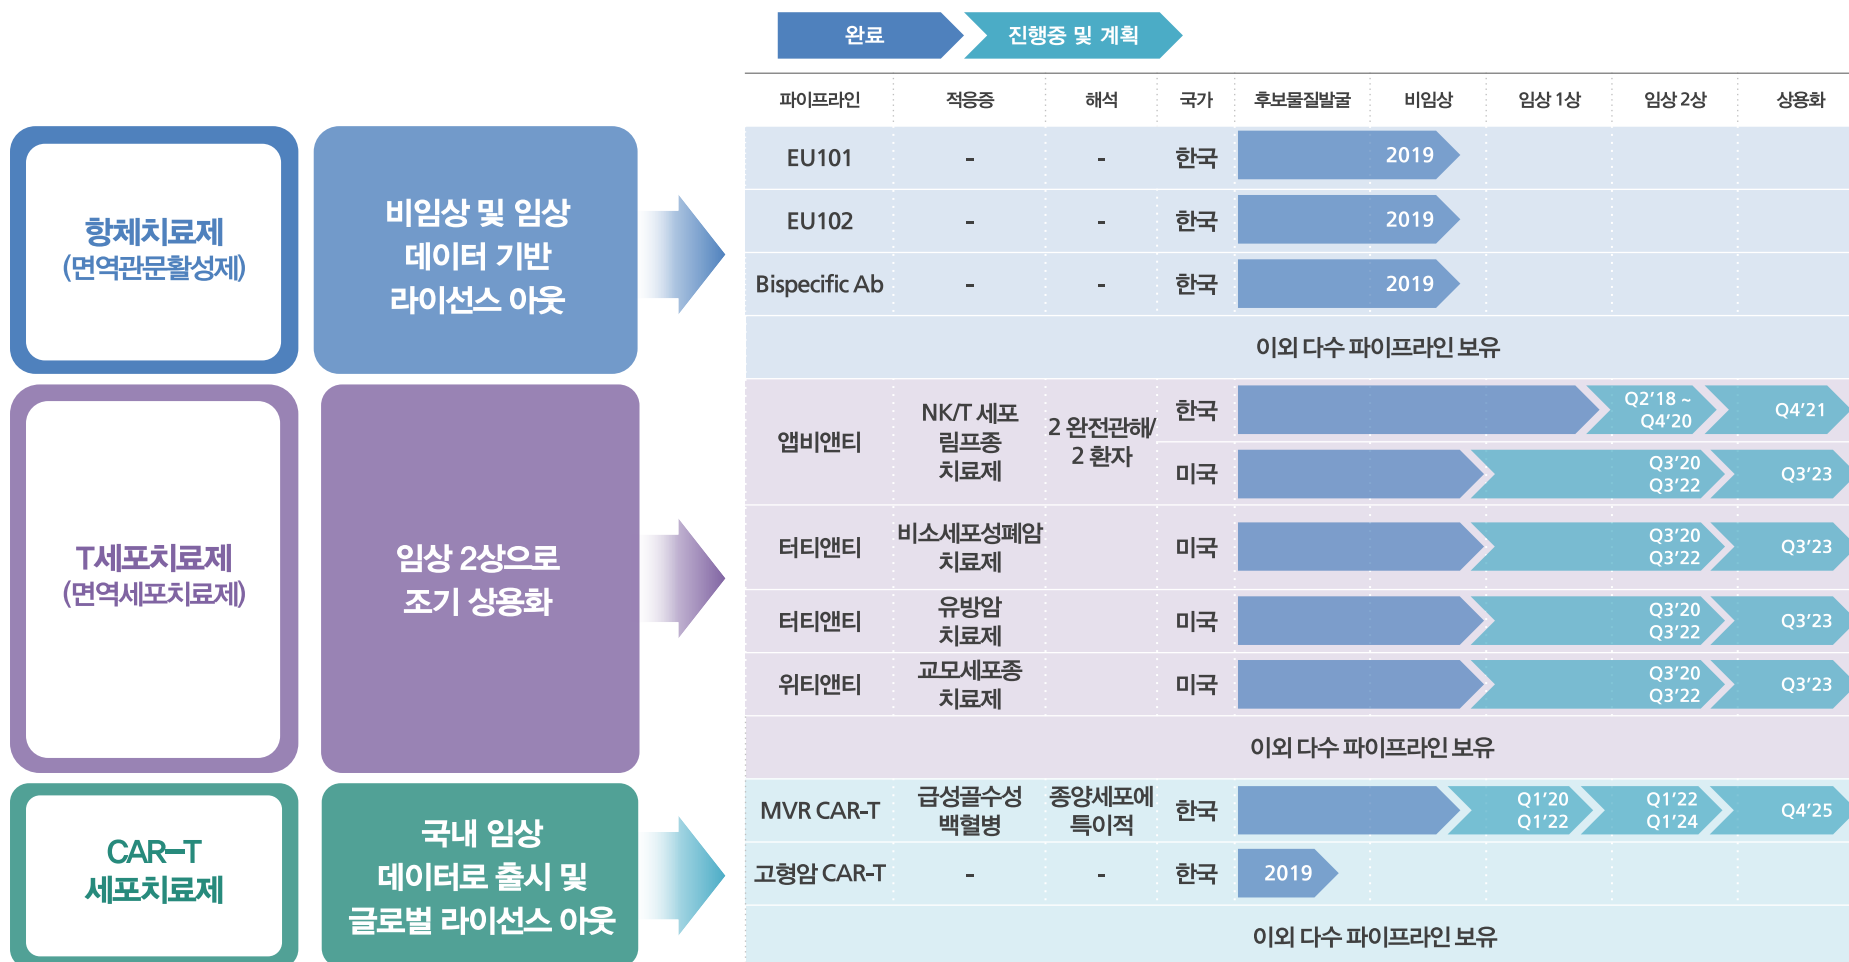 완료
진행중 및 계획
파이프라인 적응증 해석 국가 후보물질발굴 비임상 임상 1상 임상 2상 상용화
항체치료제
(면역관문활성제)
비임상 및 임상
데이터 기반
라이선스 아웃
EU101 - - 한국 2019
EU102 - - 한국 2019
Bispecific Ab - - 한국 2019
이외 다수 파이프라인 보유
T세포치료제
(면역세포치료제)
임상 2상으로
조기 상용화
앱비앤티
NK/T 세포
림프종
치료제
2 완전관해/
2 환자
한국
Q2'18 ~
Q4'20
Q4'21
미국
Q3'20
Q3'22
Q3'23
터티앤티
비소세포성폐암
치료제
미국
Q3'20
Q3'22
Q3'23
터티앤티
유방암
치료제
미국
Q3'20
Q3'22
Q3'23
위티앤티
교모세포종
치료제
미국
Q3'20
Q3'22
Q3'23
이외 다수 파이프라인 보유
CAR-T
세포치료제
국내 임상
데이터로 출시 및
글로벌 라이선스 아웃
MVR CAR-T
급성골수성
백혈병
종양세포에
특이적
한국
Q1'20
Q1'22
Q1'22
Q1'24
Q4'25
고형암 CAR-T - - 한국 2019
이외 다수 파이프라인 보유